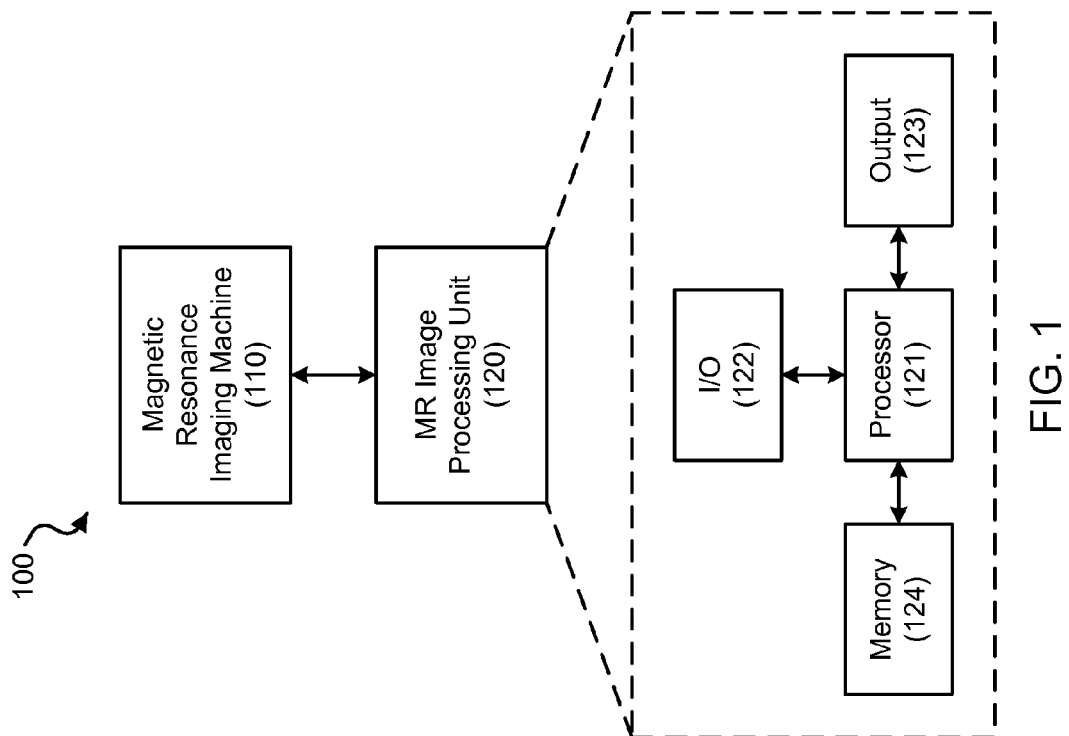 100
Magnetic
Resonance
Imaging Machine
(110)
MR Image
Processing Unit
(120)
I/O
(122)
Memory
(124)
Processor
(121)
Output
(123)
FIG. 1